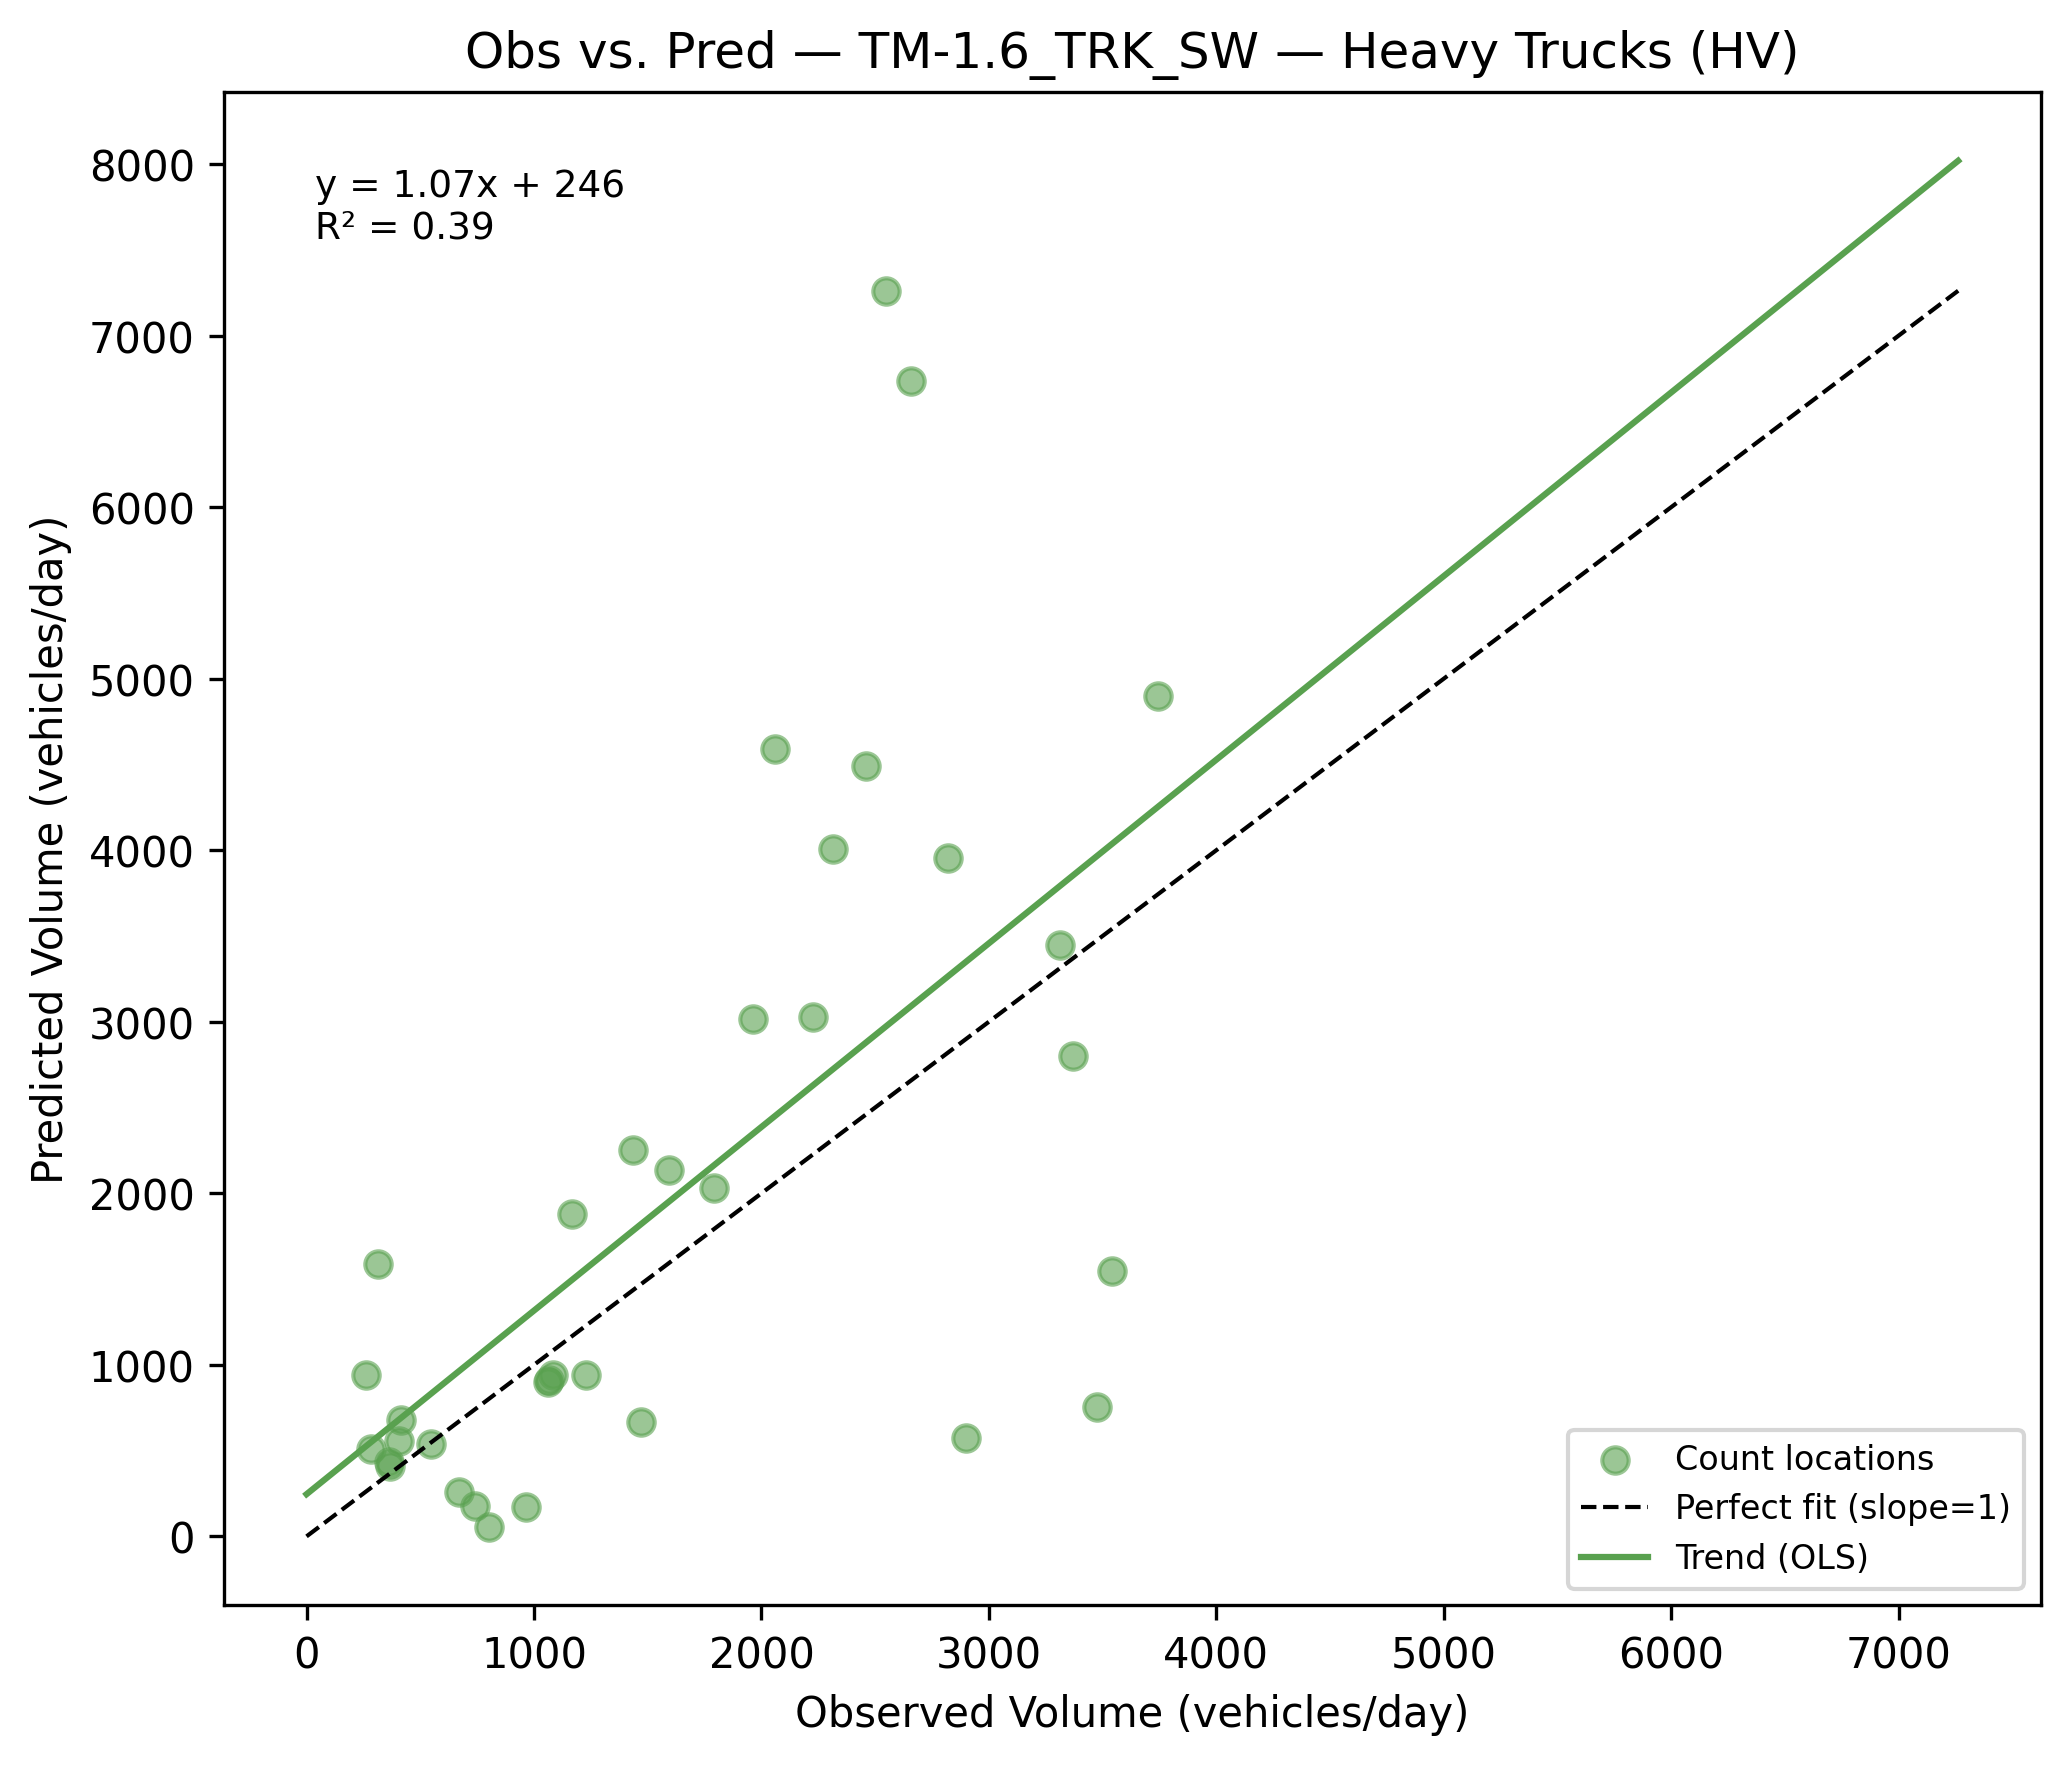 Obs vs. Pred — TM-1.6_TRK_SW — Heavy Trucks (HV)
y = 1.07x + 246
R² = 0.39
8000
7000
6000
5000
4000
3000
2000
1000
0
Predicted Volume (vehicles/day)
Count locations
Perfect fit (slope=1)
Trend (OLS)
0 1000 2000 3000 4000 5000 6000 7000
Observed Volume (vehicles/day)